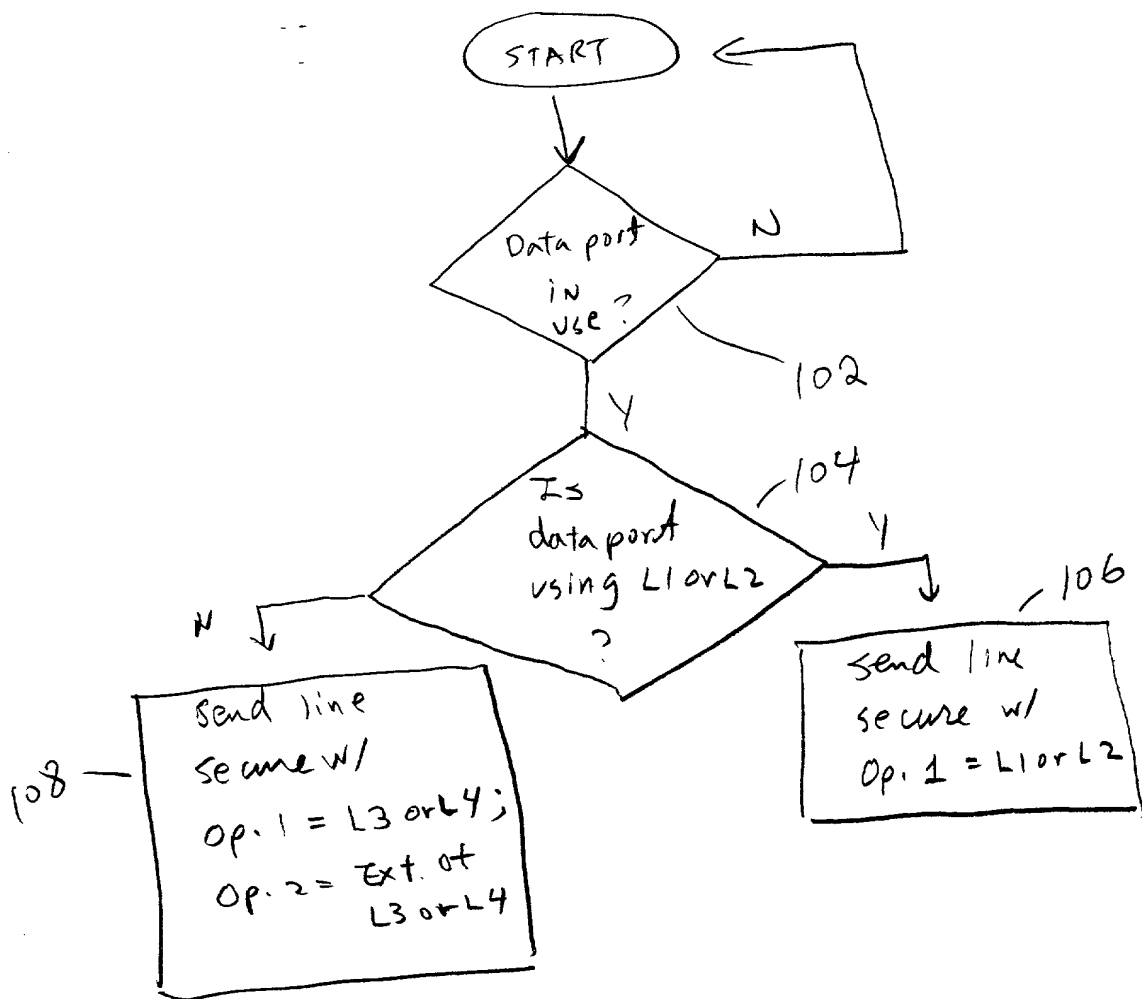 START
Data port
in
use?
N
102
Y
Is
data port
using L1 or L2
?
104
Y
N
106
send line
secure w/
Op. 1 = L1 or L2
108
send line
secure w/
Op. 1 = L3 or L4;
Op. 2 = Ext. of
L3 or L4